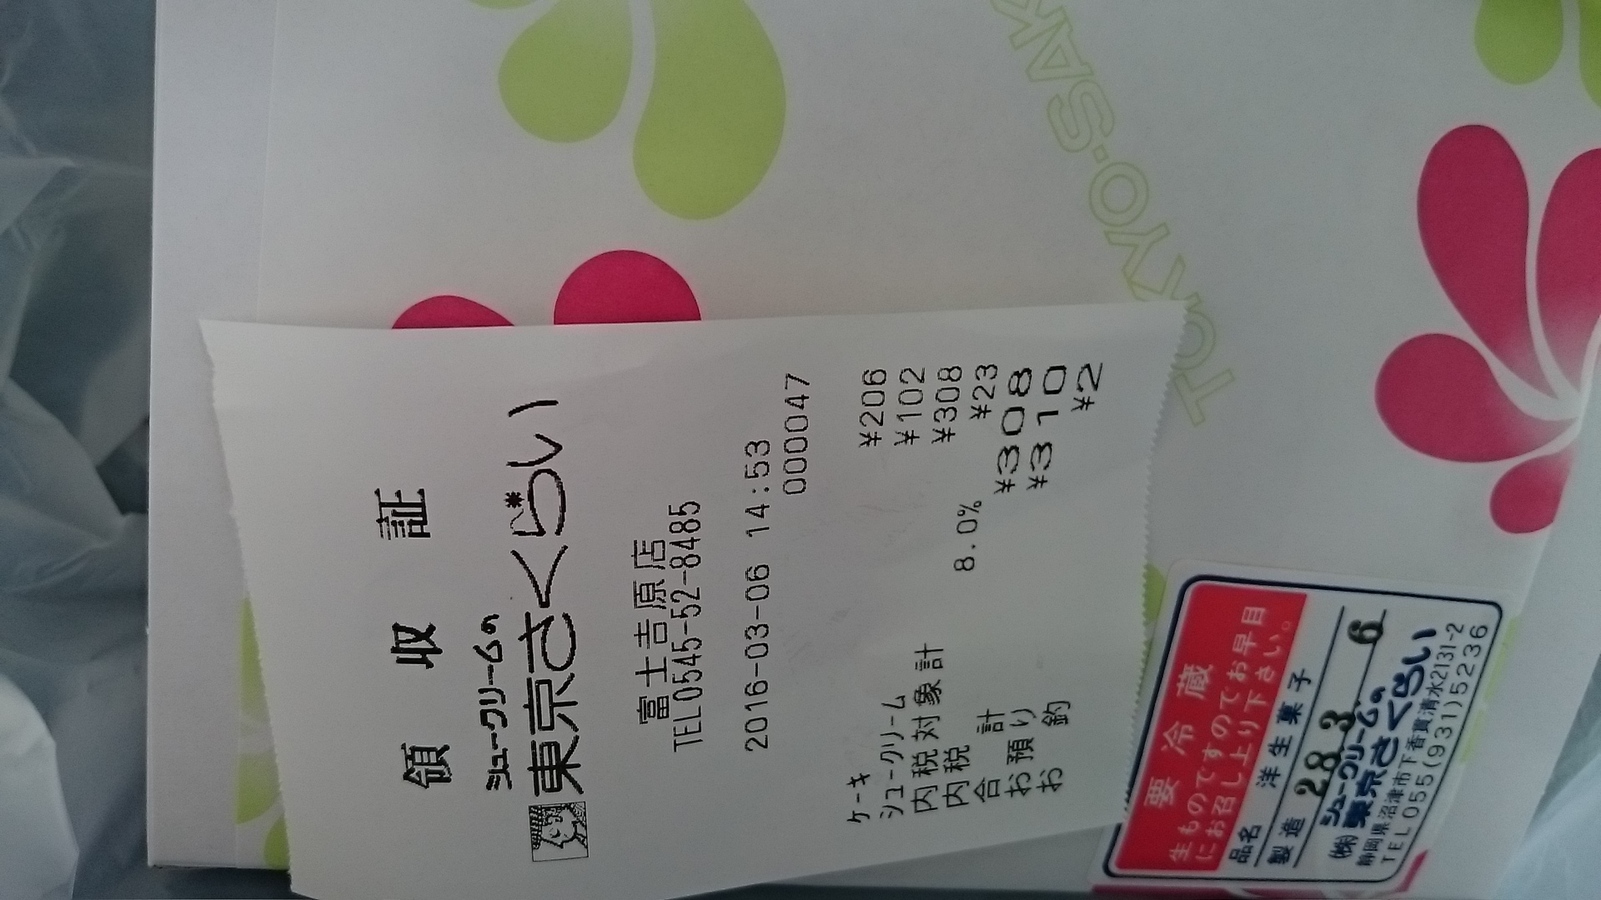 領収証
シュークリームの
東京さくらい
富士吉原店
TEL0545-52-8485
2016-03-06 14:53
000047
ケーキ ¥206
シュークリーム ¥102
内税対象計 ¥308
内税 8.0% ¥23
合 計 ¥308
お預り ¥310
お 釣 ¥2
要冷蔵
生ものですのでお早目
にお召し上り下さい。
品名 洋生菓子
製造 28 3 6
シュークリームの
㈱東京さくらい
静岡県沼津市下香貫清水2131-2
TEL055(931)5236
TOKYO·SAK